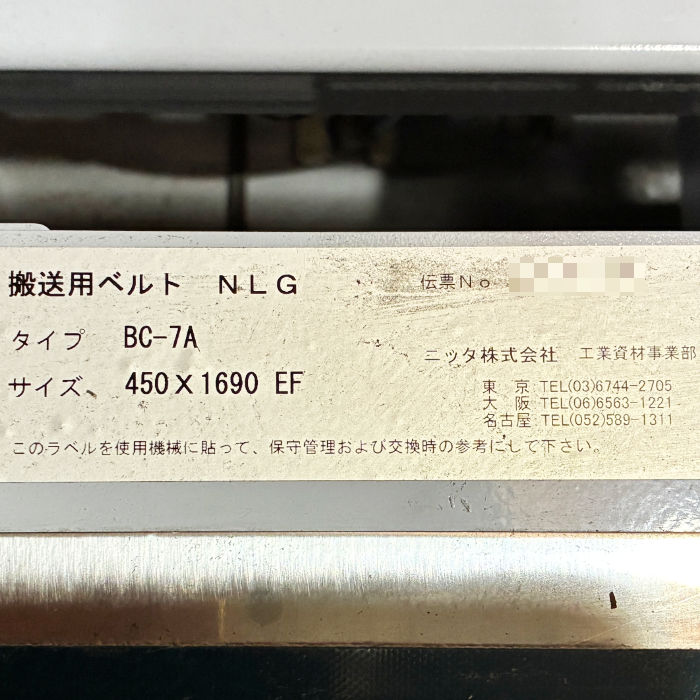 搬送用ベルト ＮＬＧ
伝票Ｎｏ
タイプ BC-7A
サイズ、 450×1690 EF
ニッタ株式会社 工業資材事業部
東 京 TEL(03)6744-2705
大 阪 TEL(06)6563-1221
名古屋 TEL(052)589-1311
このラベルを使用機械に貼って、保守管理および交換時の参考にして下さい。